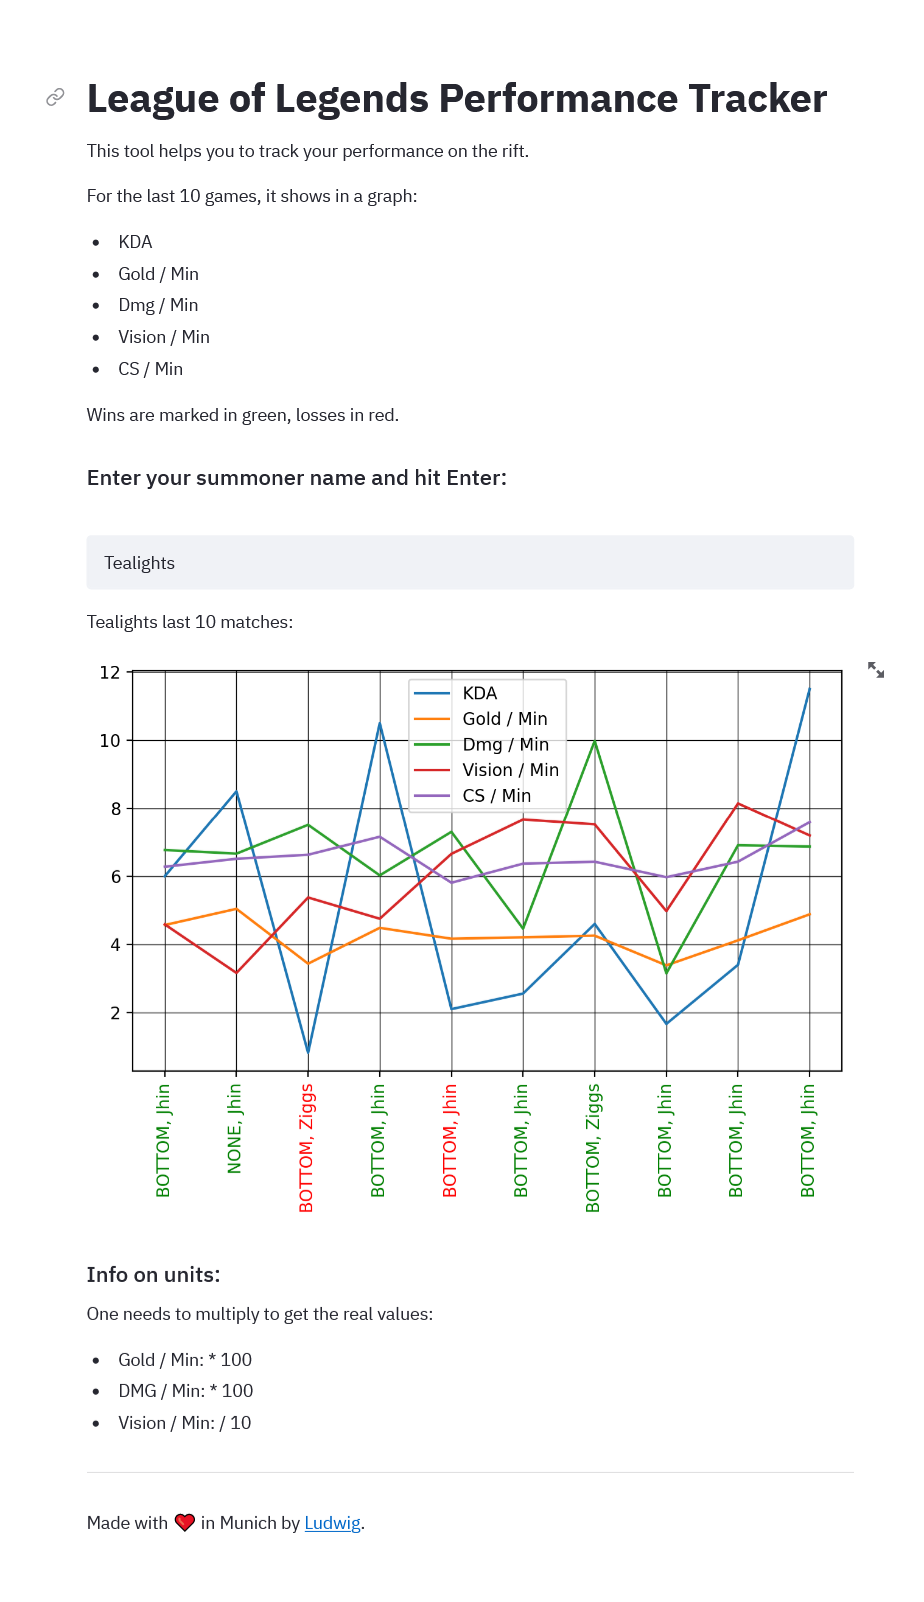 League of Legends Performance Tracker
This tool helps you to track your performance on the rift.
For the last 10 games, it shows in a graph:
• KDA
• Gold / Min
• Dmg / Min
• Vision / Min
• CS / Min
Wins are marked in green, losses in red.
Enter your summoner name and hit Enter:
Tealights
Tealights last 10 matches:
12
10
8
6
4
2
KDA
Gold / Min
Dmg / Min
Vision / Min
CS / Min
BOTTOM, Jhin
NONE, Jhin
BOTTOM, Ziggs
BOTTOM, Jhin
BOTTOM, Jhin
BOTTOM, Jhin
BOTTOM, Ziggs
BOTTOM, Jhin
BOTTOM, Jhin
BOTTOM, Jhin
Info on units:
One needs to multiply to get the real values:
• Gold / Min: * 100
• DMG / Min: * 100
• Vision / Min: / 10
Made with ❤️ in Munich by Ludwig.